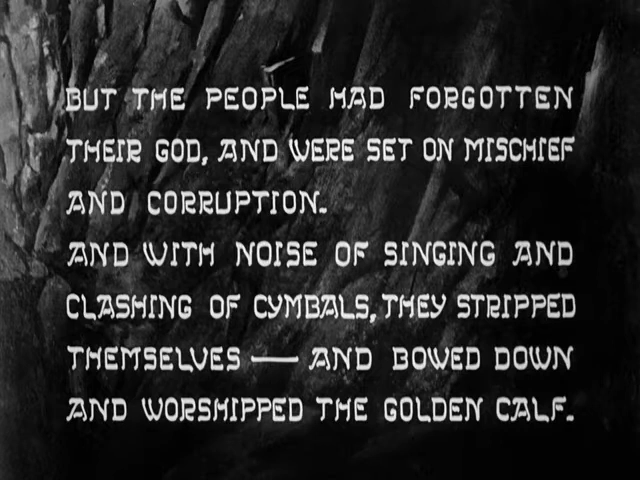 BUT THE PEOPLE HAD FORGOTTEN
THEIR GOD, AND WERE SET ON MISCHIEF
AND CORRUPTION.
AND WITH NOISE OF SINGING AND
CLASHING OF CYMBALS, THEY STRIPPED
THEMSELVES — AND BOWED DOWN
AND WORSHIPPED THE GOLDEN CALF.